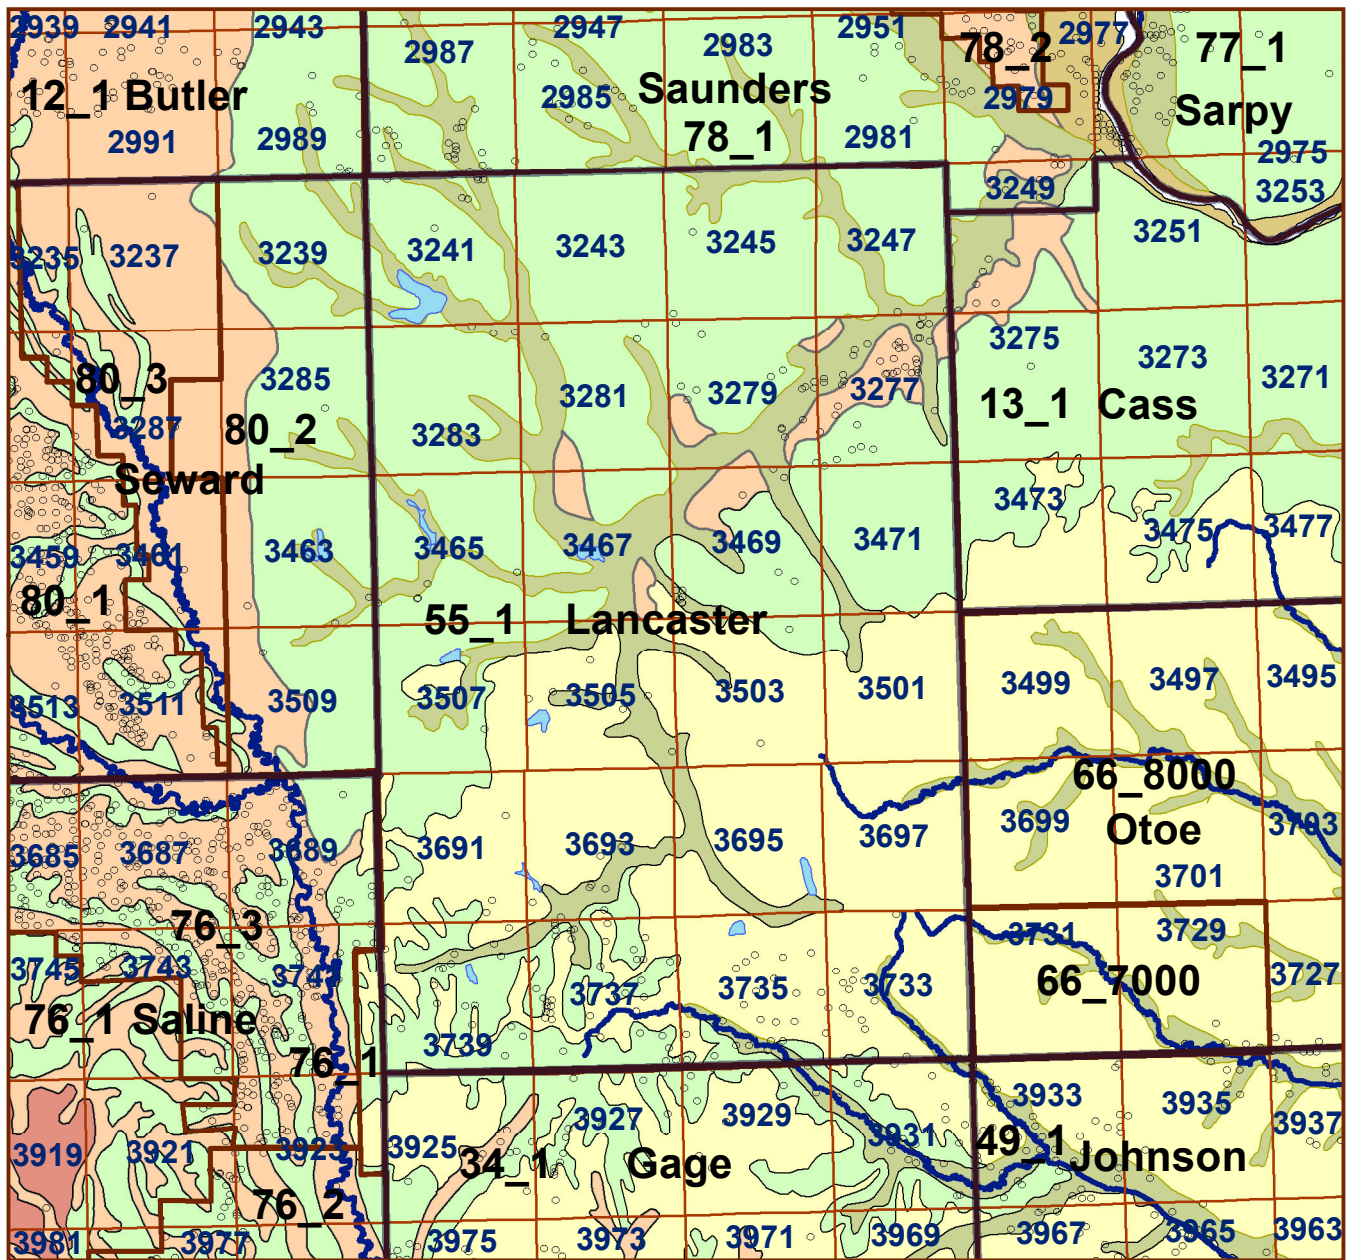 2939 2941 2943 2947 2951 2977
2987 2983 78_2 77_1
12_1 Butler 2985 Saunders 2979 Sarpy
2991 2989 78_1 2981 2975
3249 3253
3235 3237 3239 3241 3243 3245 3247 3251
3275 3273 3271
80_3 3285 3281 3279 3277 13_1 Cass
3287 80_2 3283
Seward 3473 3475 3477
3459 3461 3463 3465 3467 3469 3471
80_1 55_1 Lancaster
3513 3511 3509 3507 3505 3503 3501 3499 3497 3495
66_8000
3685 3687 3689 3691 3693 3695 3697 3699 Otoe 3703
3701
76_3 3731 3729
3745 3743 3741 3737 3735 3733 66_7000 3727
76_1 Saline 3739
76_1
3919 3921 3923 3925 3927 3929 3931 3933 3935 3937
34_1 Gage 49_1 Johnson
76_2
3981 3977 3975 3973 3971 3969 3967 3965 3963